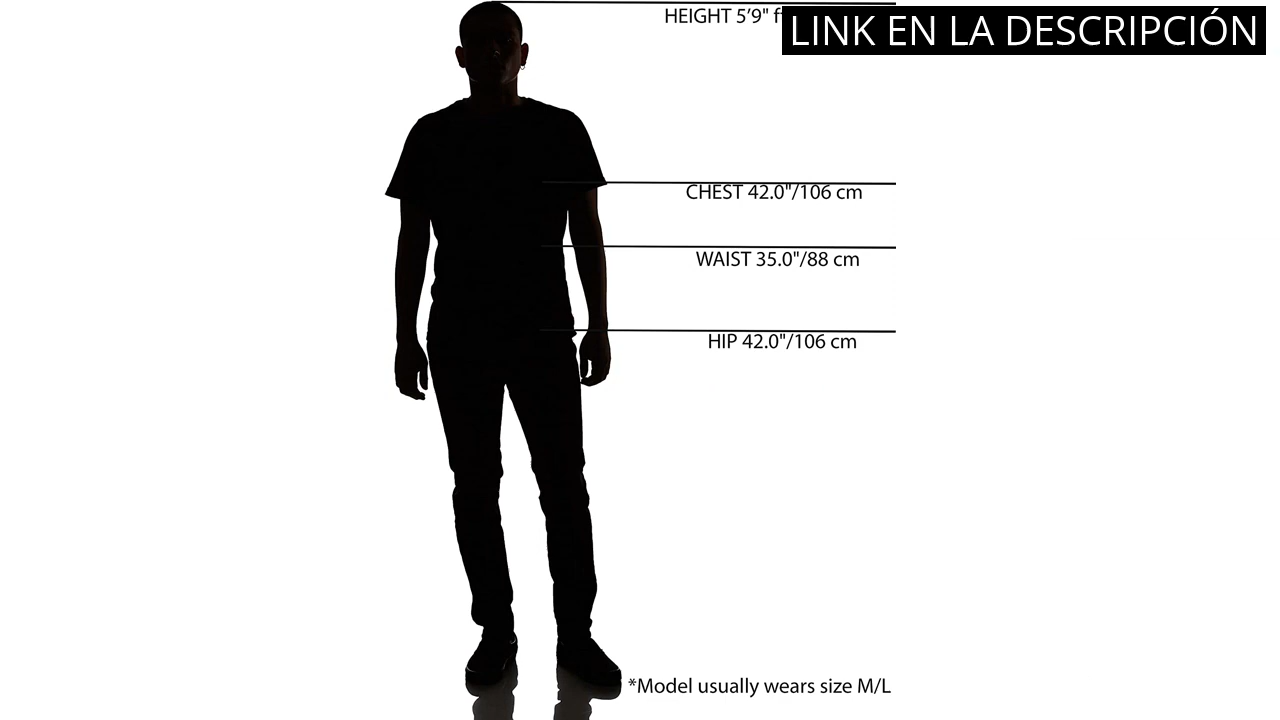 HEIGHT 5’9"
LINK EN LA DESCRIPCIÓN
CHEST 42.0"/106 cm
WAIST 35.0"/88 cm
HIP 42.0"/106 cm
*Model usually wears size M/L